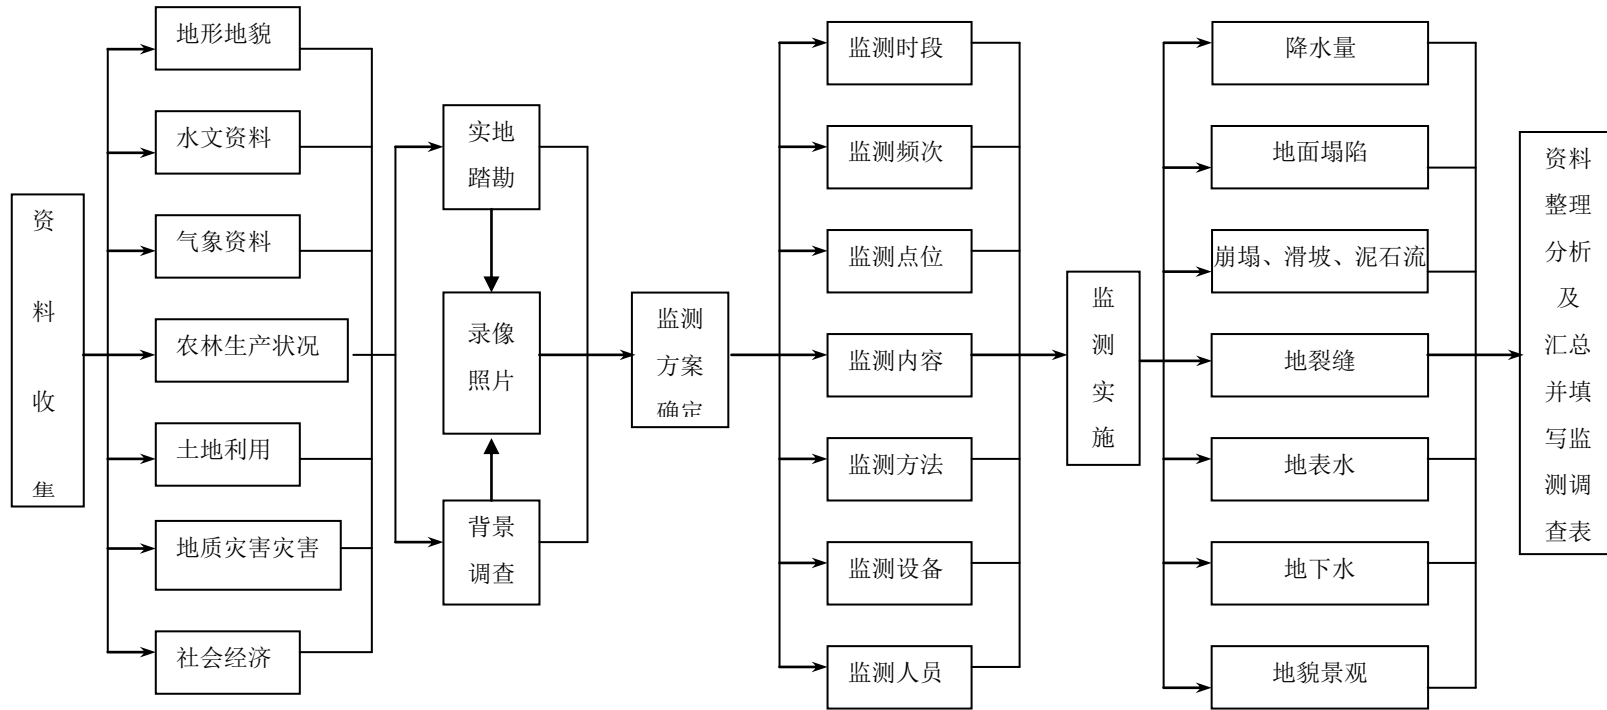 资
料
收
集
地形地貌
水文资料
气象资料
农林生产状况
土地利用
地质灾害灾害
社会经济
实地
踏勘
录像
照片
背景
调查
监测
方案
确定
监测时段
监测频次
监测点位
监测内容
监测方法
监测设备
监测人员
监
测
实
施
降水量
地面塌陷
崩塌、滑坡、泥石流
地裂缝
地表水
地下水
地貌景观
资料
整理
分析
及
汇总
并填
写监
测调
查表